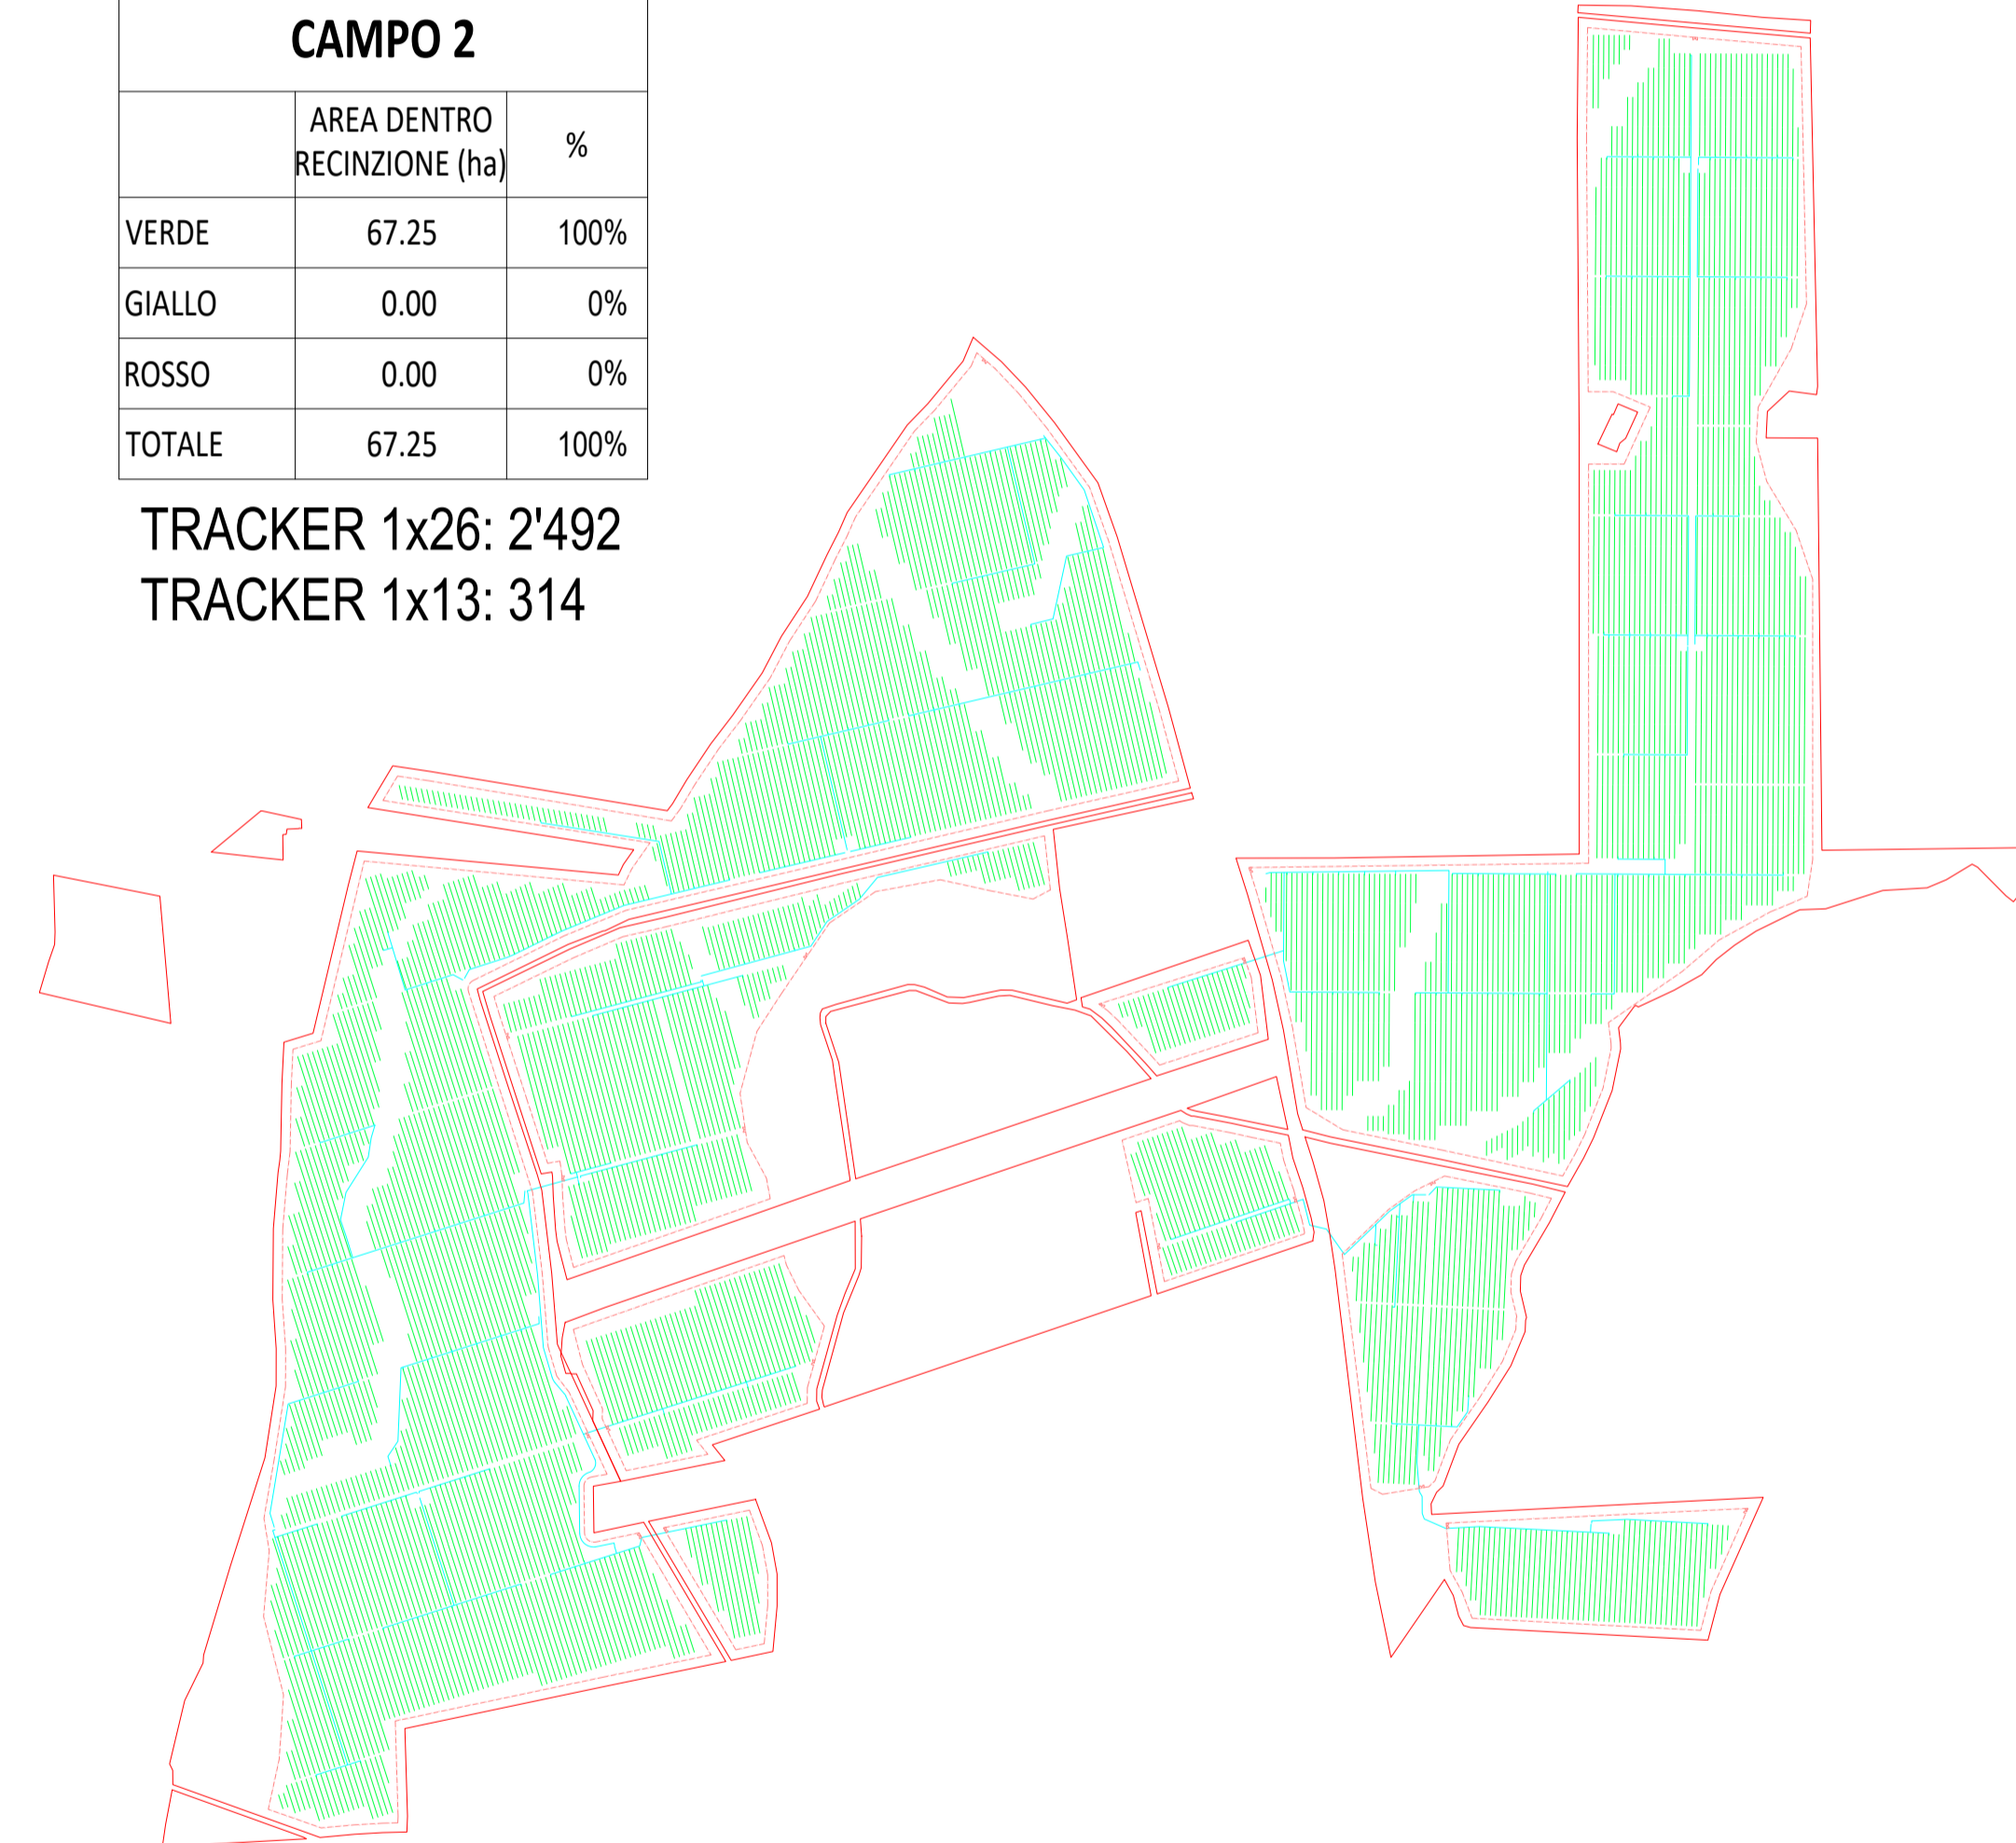 CAMPO 2
AREA DENTRO
RECINZIONE (ha)
%
VERDE 67.25 100%
GIALLO 0.00 0%
ROSSO 0.00 0%
TOTALE 67.25 100%
TRACKER 1x26: 2'492
TRACKER 1x13: 314